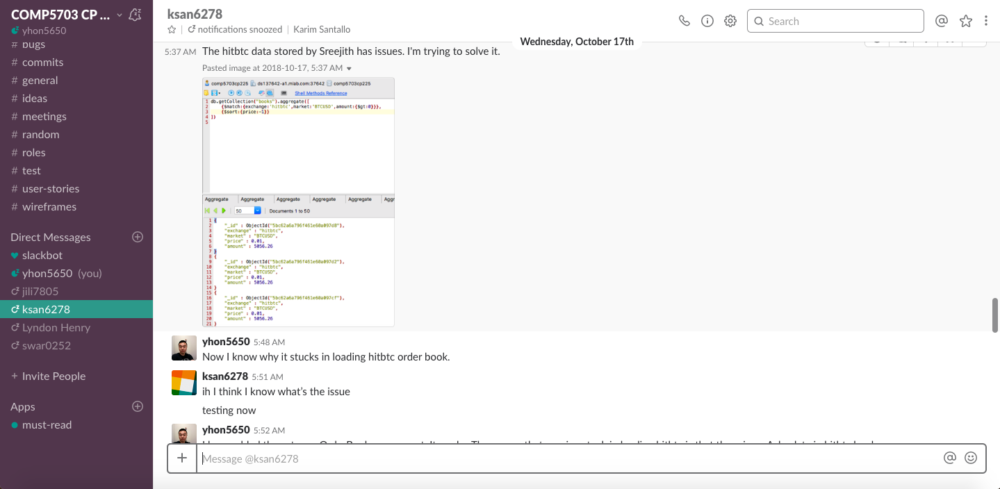 COMP5703 CP ...
yhon5650
# bugs
# commits
# general
# ideas
# meetings
# random
# roles
# test
# user-stories
# wireframes
Direct Messages
slackbot
yhon5650 (you)
jili7805
ksan6278
Lyndon Henry
swar0252
+ Invite People
Apps
must-read
ksan6278
notifications snoozed | Karim Santallo
Search
Wednesday, October 17th
5:37 AM The hitbtc data stored by Sreejith has issues. I'm trying to solve it.
Pasted image at 2018-10-17, 5:37 AM
comp5703cp225 ds137642-a1.mlab.com:37642 comp5703cp225
Shell Methods Reference
1 db.getCollection("books").aggregate([
2 {$match:{exchange:'hitbtc',market:'BTCUSD',amount:{$gt:0}}},
3 {$sort:{price:-1}}
4 ])
5
Aggregate Aggregate Aggregate Aggregate Aggregate Aggr
50 Documents 1 to 50
1 {
2 "_id" : ObjectId("5bc62a6a796f461e60a097d8"),
3 "exchange" : "hitbtc",
4 "market" : "BTCUSD",
5 "price" : 0.01,
6 "amount" : 5056.26
7 }
8 {
9 "_id" : ObjectId("5bc62a6a796f461e60a097d2"),
10 "exchange" : "hitbtc",
11 "market" : "BTCUSD",
12 "price" : 0.01,
13 "amount" : 5056.26
14 }
15 {
16 "_id" : ObjectId("5bc62a6a796f461e60a097cf"),
17 "exchange" : "hitbtc",
18 "market" : "BTCUSD",
19 "price" : 0.01,
20 "amount" : 5056.26
21 }
yhon5650 5:48 AM
Now I know why it stucks in loading hitbtc order book.
ksan6278 5:51 AM
ih I think I know what's the issue
testing now
yhon5650 5:52 AM
Message @ksan6278